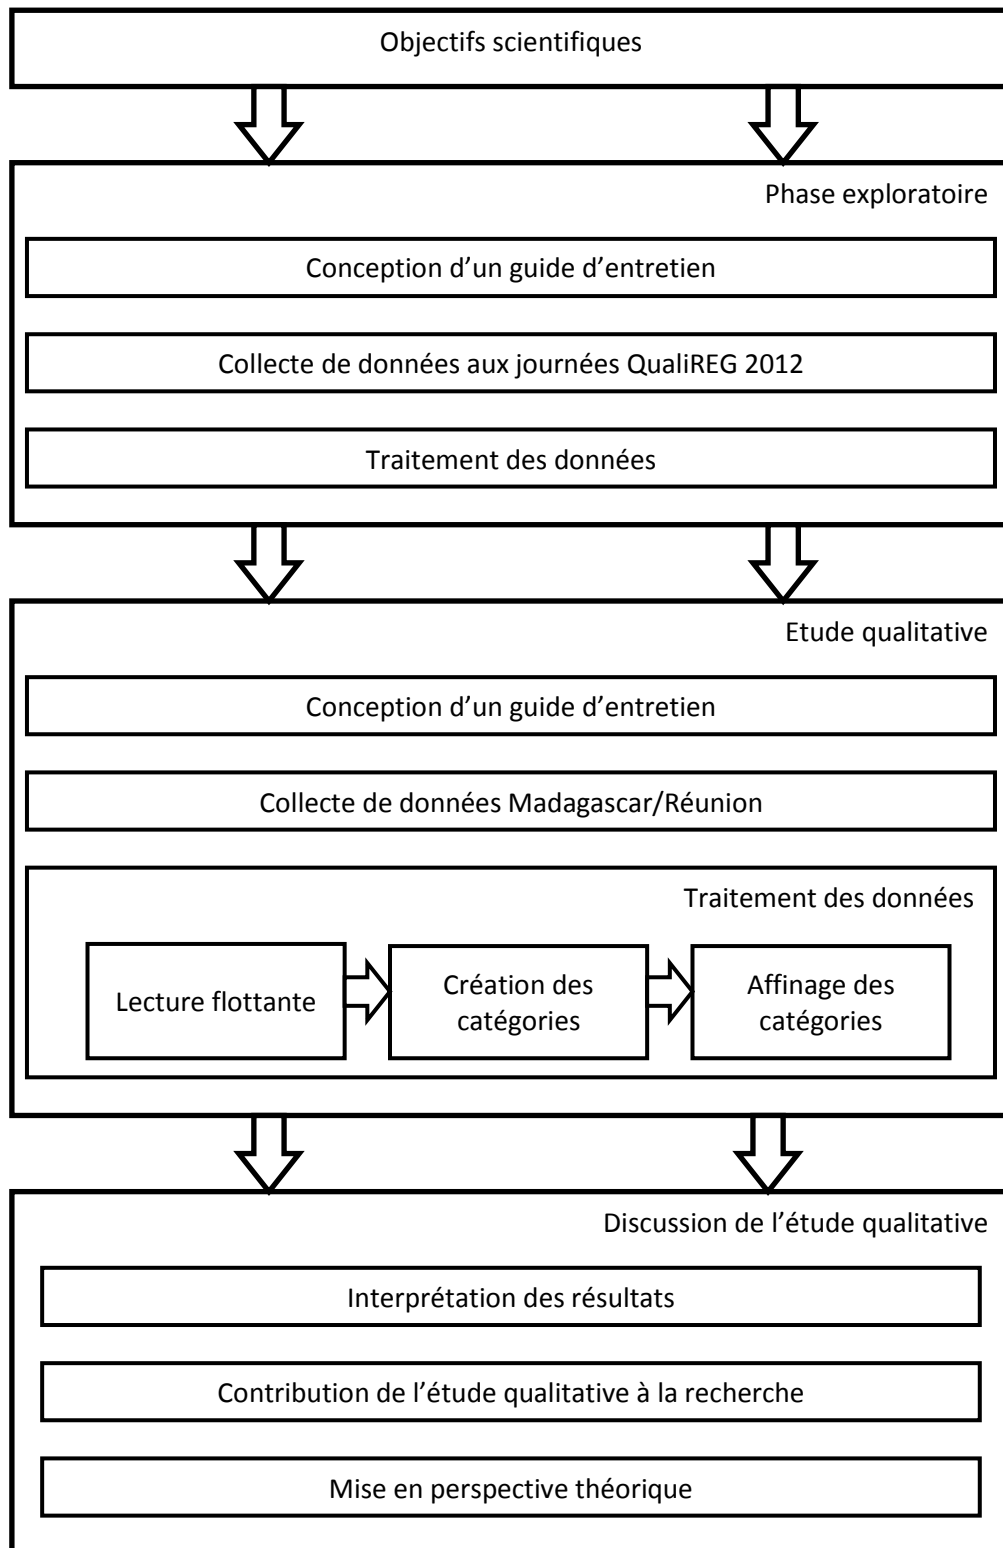 Objectifs scientifiques
Phase exploratoire
Conception d’un guide d’entretien
Collecte de données aux journées QualiREG 2012
Traitement des données
Etude qualitative
Conception d’un guide d’entretien
Collecte de données Madagascar/Réunion
Traitement des données
Lecture flottante
Création des
catégories
Affinage des
catégories
Discussion de l’étude qualitative
Interprétation des résultats
Contribution de l’étude qualitative à la recherche
Mise en perspective théorique